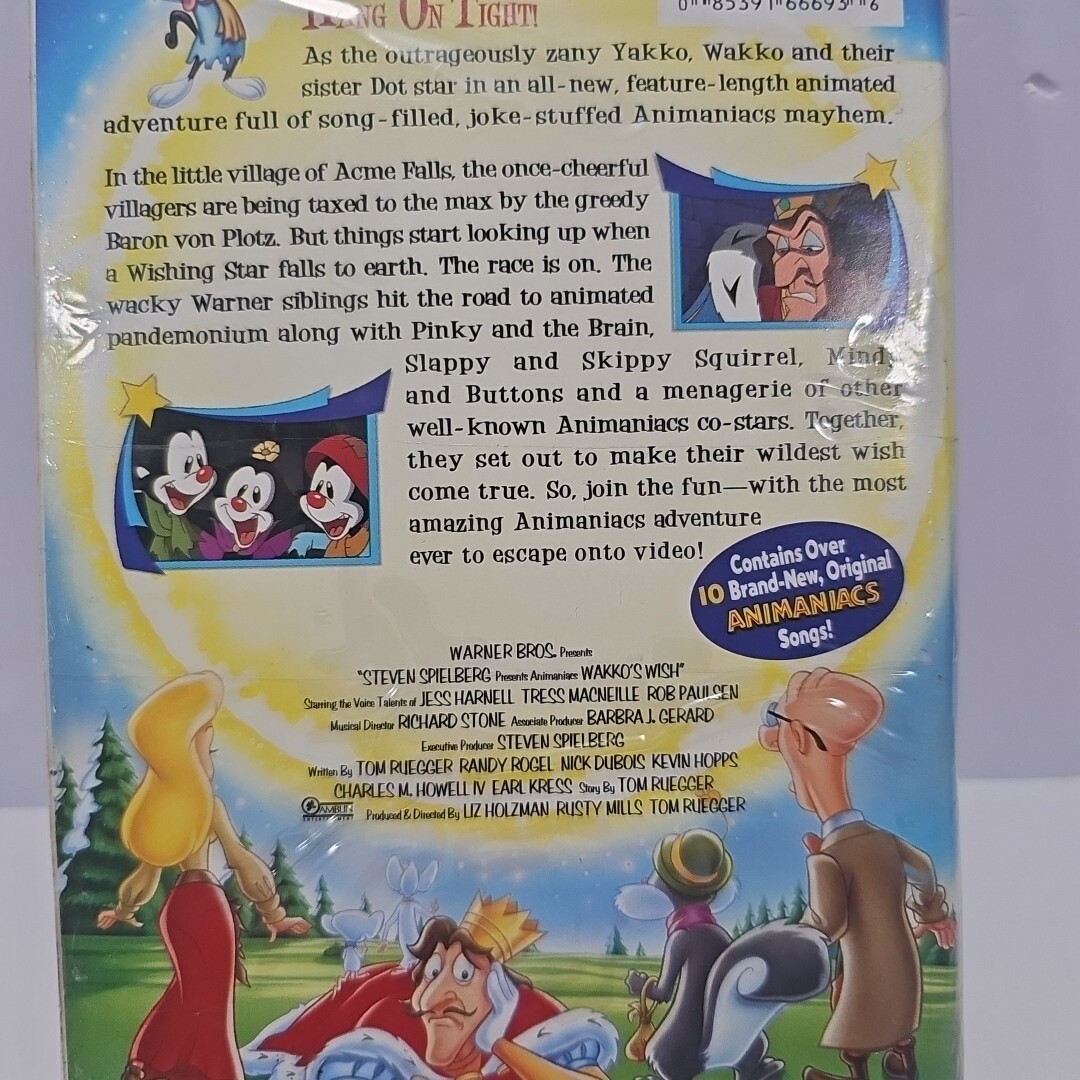 HANG ON TIGHT!
0 85391 66693 6
As the outrageously zany Yakko, Wakko and their
sister Dot star in an all-new, feature-length animated
adventure full of song-filled, joke-stuffed Animaniacs mayhem.
In the little village of Acme Falls, the once-cheerful
villagers are being taxed to the max by the greedy
Baron von Plotz. But things start looking up when
a Wishing Star falls to earth. The race is on. The
wacky Warner siblings hit the road to animated
pandemonium along with Pinky and the Brain,
Slappy and Skippy Squirrel, Mindy
and Buttons and a menagerie of other
well-known Animaniacs co-stars. Together,
they set out to make their wildest wish
come true. So, join the fun—with the most
amazing Animaniacs adventure
ever to escape onto video!
Contains Over
10 Brand-New, Original
ANIMANIACS
Songs!
WARNER BROS. Presents
"STEVEN SPIELBERG Presents Animaniacs WAKKO'S WISH"
Starring the Voice Talents of JESS HARNELL TRESS MACNEILLE ROB PAULSEN
Musical Director RICHARD STONE Associate Producer BARBRA J. GERARD
Executive Producer STEVEN SPIELBERG
Written By TOM RUEGGER RANDY ROGEL NICK DUBOIS KEVIN HOPPS
CHARLES M. HOWELL IV EARL KRESS Story By TOM RUEGGER
AMBLIN ENTERTAINMENT Produced & Directed By LIZ HOLZMAN RUSTY MILLS TOM RUEGGER